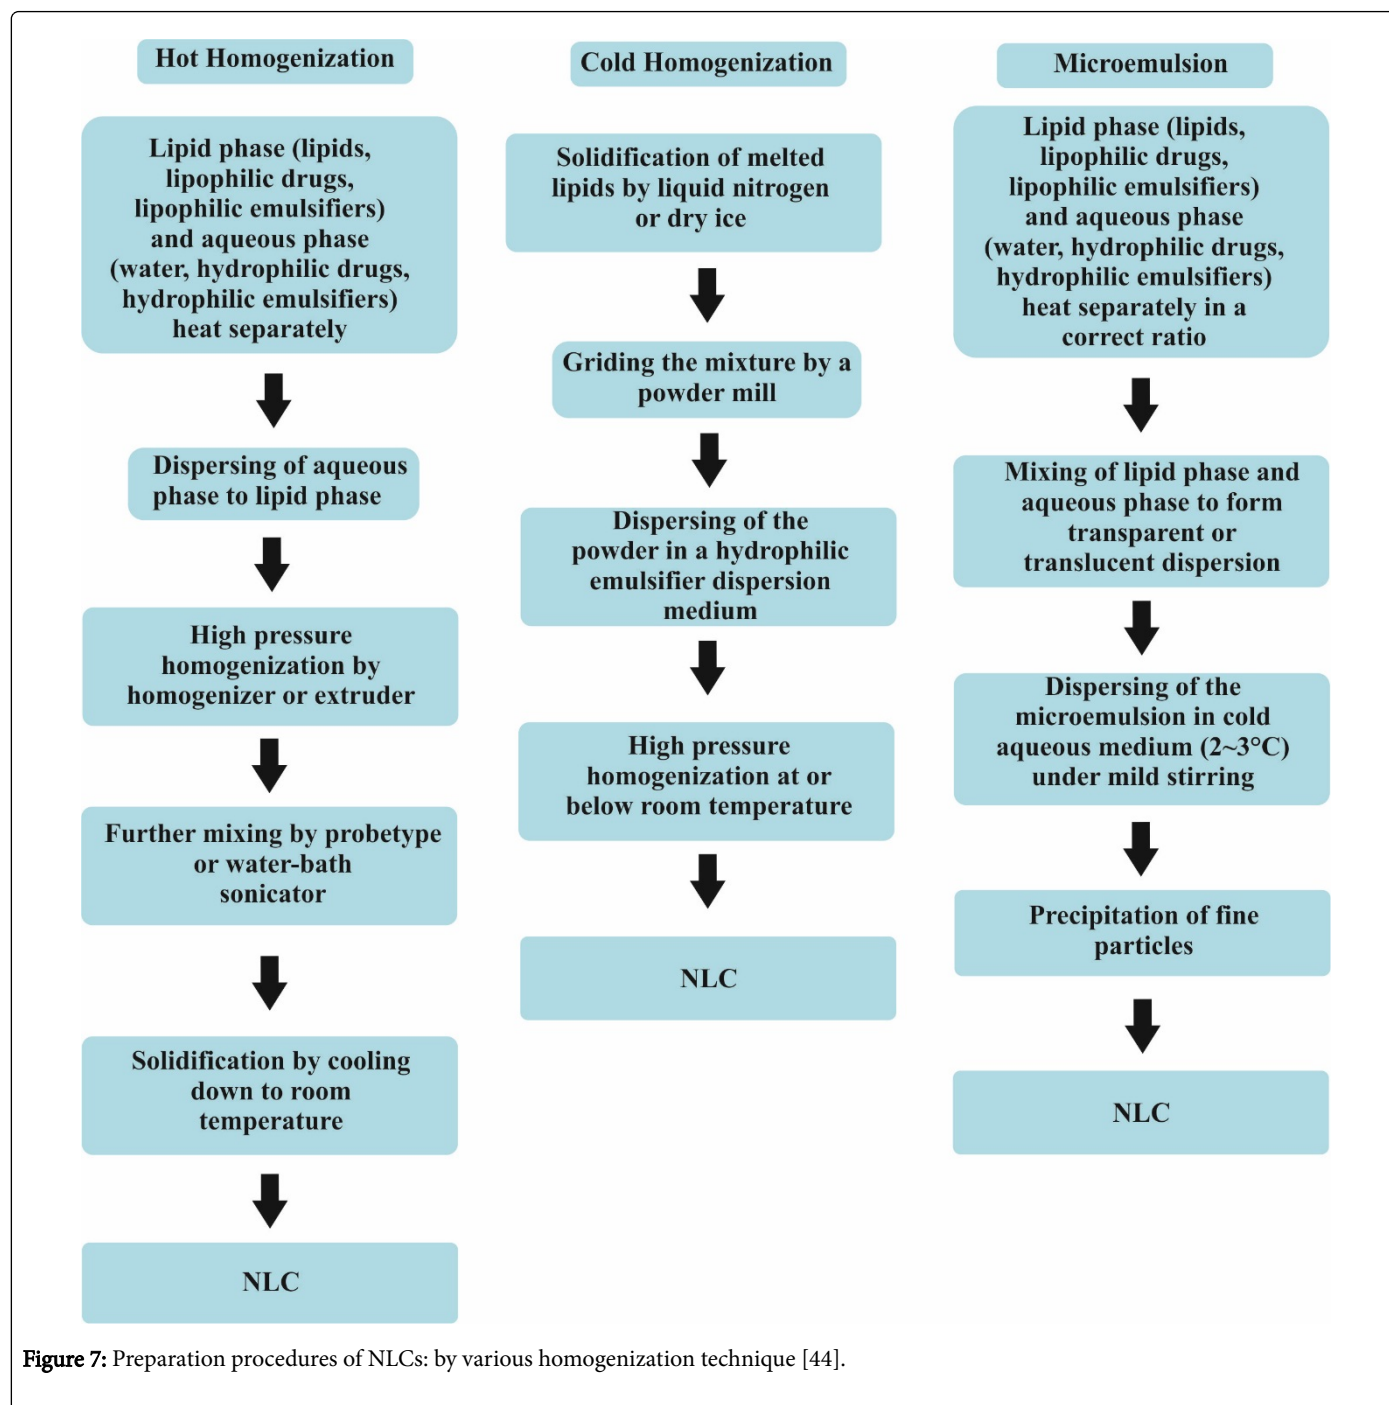 Hot Homogenization
Lipid phase (lipids,
lipophilic drugs,
lipophilic emulsifiers)
and aqueous phase
(water, hydrophilic drugs,
hydrophilic emulsifiers)
heat separately
Dispersing of aqueous
phase to lipid phase
High pressure
homogenization by
homogenizer or extruder
Further mixing by probetype
or water-bath
sonicator
Solidification by cooling
down to room
temperature
NLC
Cold Homogenization
Solidification of melted
lipids by liquid nitrogen
or dry ice
Griding the mixture by a
powder mill
Dispersing of the
powder in a hydrophilic
emulsifier dispersion
medium
High pressure
homogenization at or
below room temperature
NLC
Microemulsion
Lipid phase (lipids,
lipophilic drugs,
lipophilic emulsifiers)
and aqueous phase
(water, hydrophilic drugs,
hydrophilic emulsifiers)
heat separately in a
correct ratio
Mixing of lipid phase and
aqueous phase to form
transparent or
translucent dispersion
Dispersing of the
microemulsion in cold
aqueous medium (2~3°C)
under mild stirring
Precipitation of fine
particles
NLC
Figure 7: Preparation procedures of NLCs: by various homogenization technique [44].